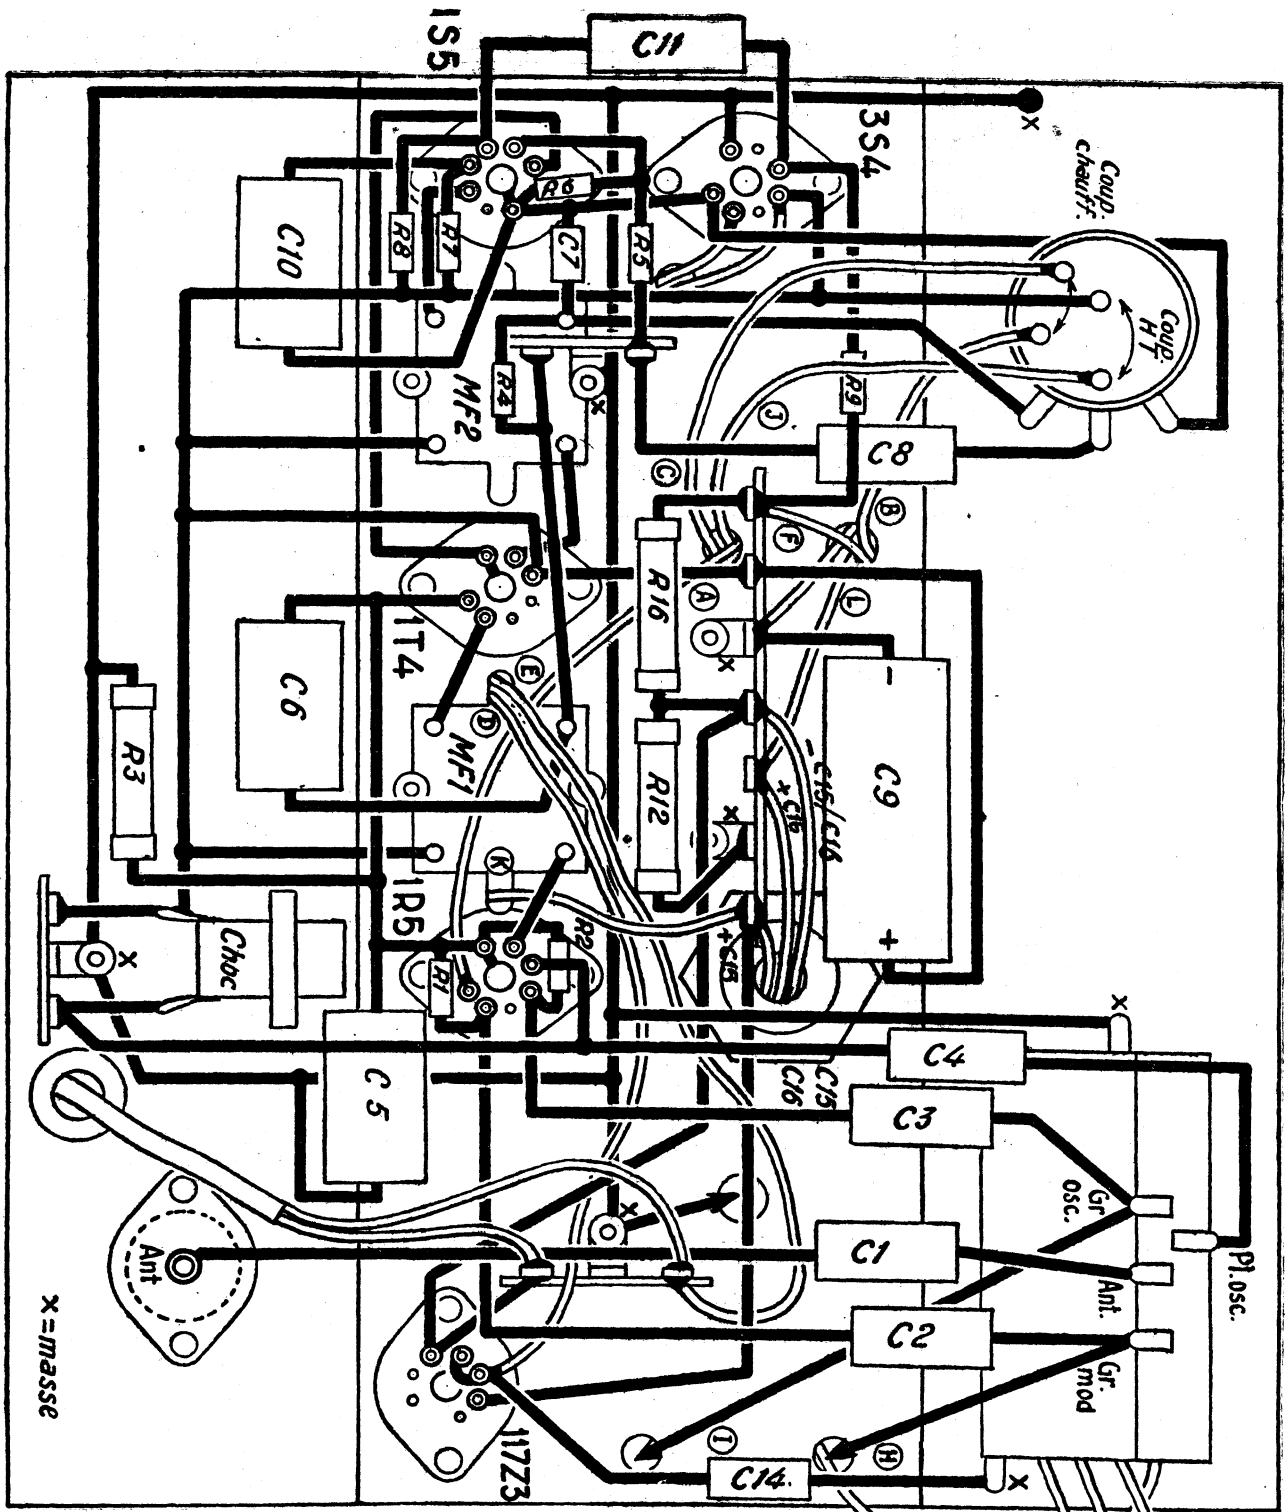 1S5
C11
3S4
x
Coup.
chauff.
Coup.
HT
C10
R8
R7
R6
C7
R5
R4
MF2
x
R9
J
C
C8
B
F
A
L
R16
x
1T4
E
D
C6
MF1
R3
K
R12
x
-
C9
+
- C15/C16
+ C16
+ C15
1R5
R2
R1
Choc
x
C5
C16
C15
x
C4
C3
Gr
osc.
C1
Ant.
Pt.osc.
C2
Gr.
mod
x
Ant
117Z3
I
H
C14.
x
x=masse